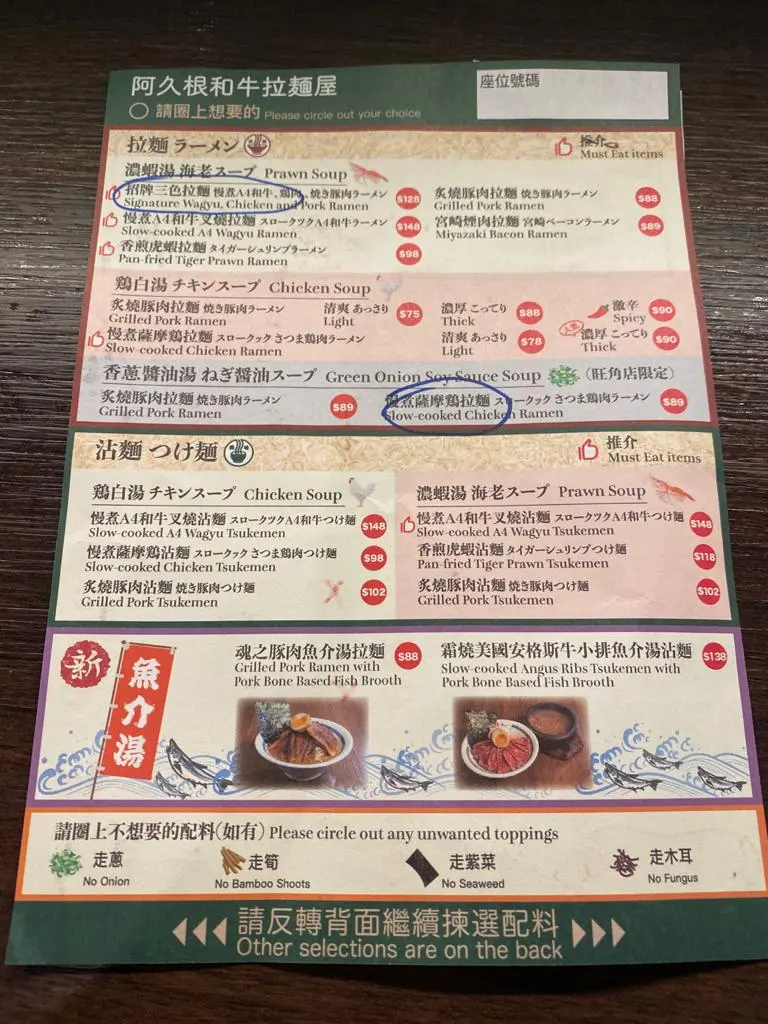 阿久根和牛拉麵屋
請圈上想要的 Please circle out your choice
座位號碼
拉麵 ラーメン
推介
Must Eat items
濃蝦湯 海老スープ Prawn Soup
招牌三色拉麵 慢煮A4和牛、鶏肉、焼き豚肉ラーメン $128
Signature Wagyu, Chicken and Pork Ramen
慢煮A4和牛叉燒拉麵 スロークツクA4和牛ラーメン $148
Slow-cooked A4 Wagyu Ramen
香煎虎蝦拉麵 タイガーシュリンプラーメン $98
Pan-fried Tiger Prawn Ramen
炙燒豚肉拉麵 焼き豚肉ラーメン $88
Grilled Pork Ramen
宮崎煙肉拉麵 宮崎ベーコンラーメン $89
Miyazaki Bacon Ramen
鶏白湯 チキンスープ Chicken Soup
炙燒豚肉拉麵 焼き豚肉ラーメン 清爽 あっさり $75 濃厚 こってり $88 激辛 $90
Grilled Pork Ramen Light Thick Spicy
慢煮薩摩鶏拉麵 スロークック さつま鶏肉ラーメン 清爽 あっさり $78 濃厚 こってり $90
Slow-cooked Chicken Ramen Light Thick
香蔥醬油湯 ねぎ醤油スープ Green Onion Soy Sauce Soup (旺角店限定)
炙燒豚肉拉麵 焼き豚肉ラーメン $89
Grilled Pork Ramen
慢煮薩摩鶏拉麵 スロークック さつま鶏肉ラーメン $89
Slow-cooked Chicken Ramen
沾麵 つけ麺
推介
Must Eat items
鶏白湯 チキンスープ Chicken Soup
慢煮A4和牛叉燒沾麵 スロークツクA4和牛つけ麵 $148
Slow-cooked A4 Wagyu Tsukemen
慢煮薩摩鶏沾麵 スロークック さつま鶏肉つけ麵 $98
Slow-cooked Chicken Tsukemen
炙燒豚肉沾麵 焼き豚肉つけ麵 $102
Grilled Pork Tsukemen
濃蝦湯 海老スープ Prawn Soup
慢煮A4和牛叉燒沾麵 スロークツクA4和牛つけ麵 $148
Slow-cooked A4 Wagyu Tsukemen
香煎虎蝦沾麵 タイガーシュリンプつけ麵 $118
Pan-fried Tiger Prawn Tsukemen
炙燒豚肉沾麵 焼き豚肉つけ麵 $102
Grilled Pork Tsukemen
新
魚介湯
魂之豚肉魚介湯拉麵 $88
Grilled Pork Ramen with
Pork Bone Based Fish Brooth
霜燒美國安格斯牛小排魚介湯沾麵 $138
Slow-cooked Angus Ribs Tsukemen with
Pork Bone Based Fish Brooth
請圈上不想要的配料(如有) Please circle out any unwanted toppings
走蔥
No Onion
走筍
No Bamboo Shoots
走紫菜
No Seaweed
走木耳
No Fungus
請反轉背面繼續揀選配料
Other selections are on the back